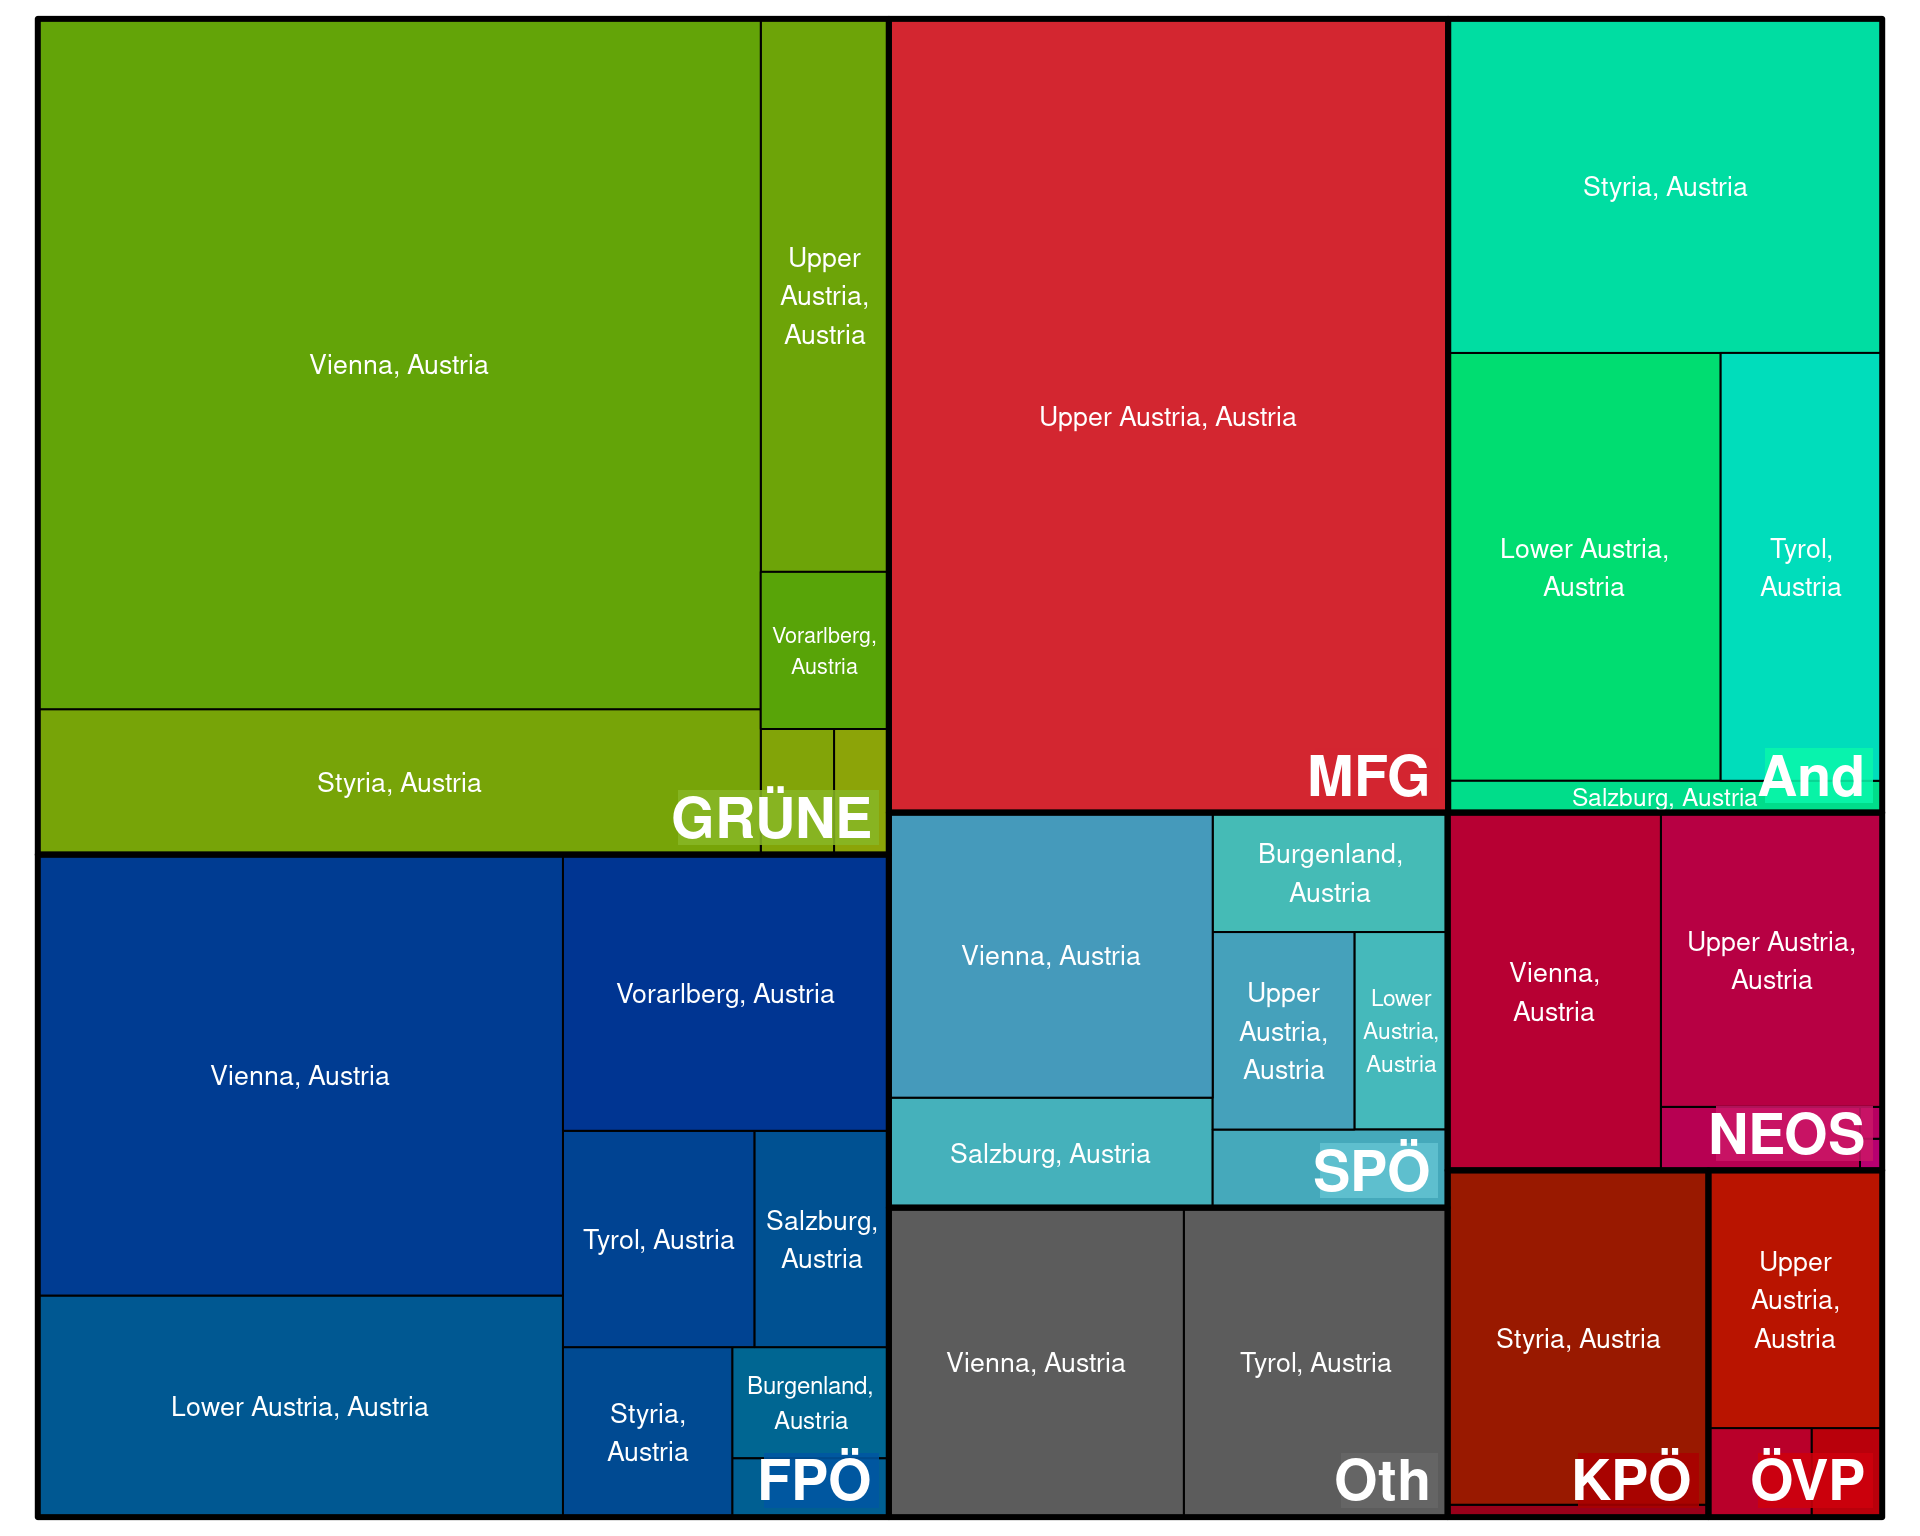 Vienna, Austria
Upper
Austria,
Austria
Vorarlberg,
Austria
Styria, Austria
GRÜNE
Upper Austria, Austria
MFG
Styria, Austria
Lower Austria,
Austria
Tyrol,
Austria
Salzburg, Austria
And
Vienna, Austria
Vorarlberg, Austria
Tyrol, Austria
Salzburg,
Austria
Lower Austria, Austria
Styria,
Austria
Burgenland,
Austria
FPÖ
Vienna, Austria
Burgenland,
Austria
Upper
Austria,
Austria
Lower
Austria,
Austria
Salzburg, Austria
SPÖ
Vienna,
Austria
Upper Austria,
Austria
NEOS
Vienna, Austria
Tyrol, Austria
Oth
Styria, Austria
KPÖ
Upper
Austria,
Austria
ÖVP